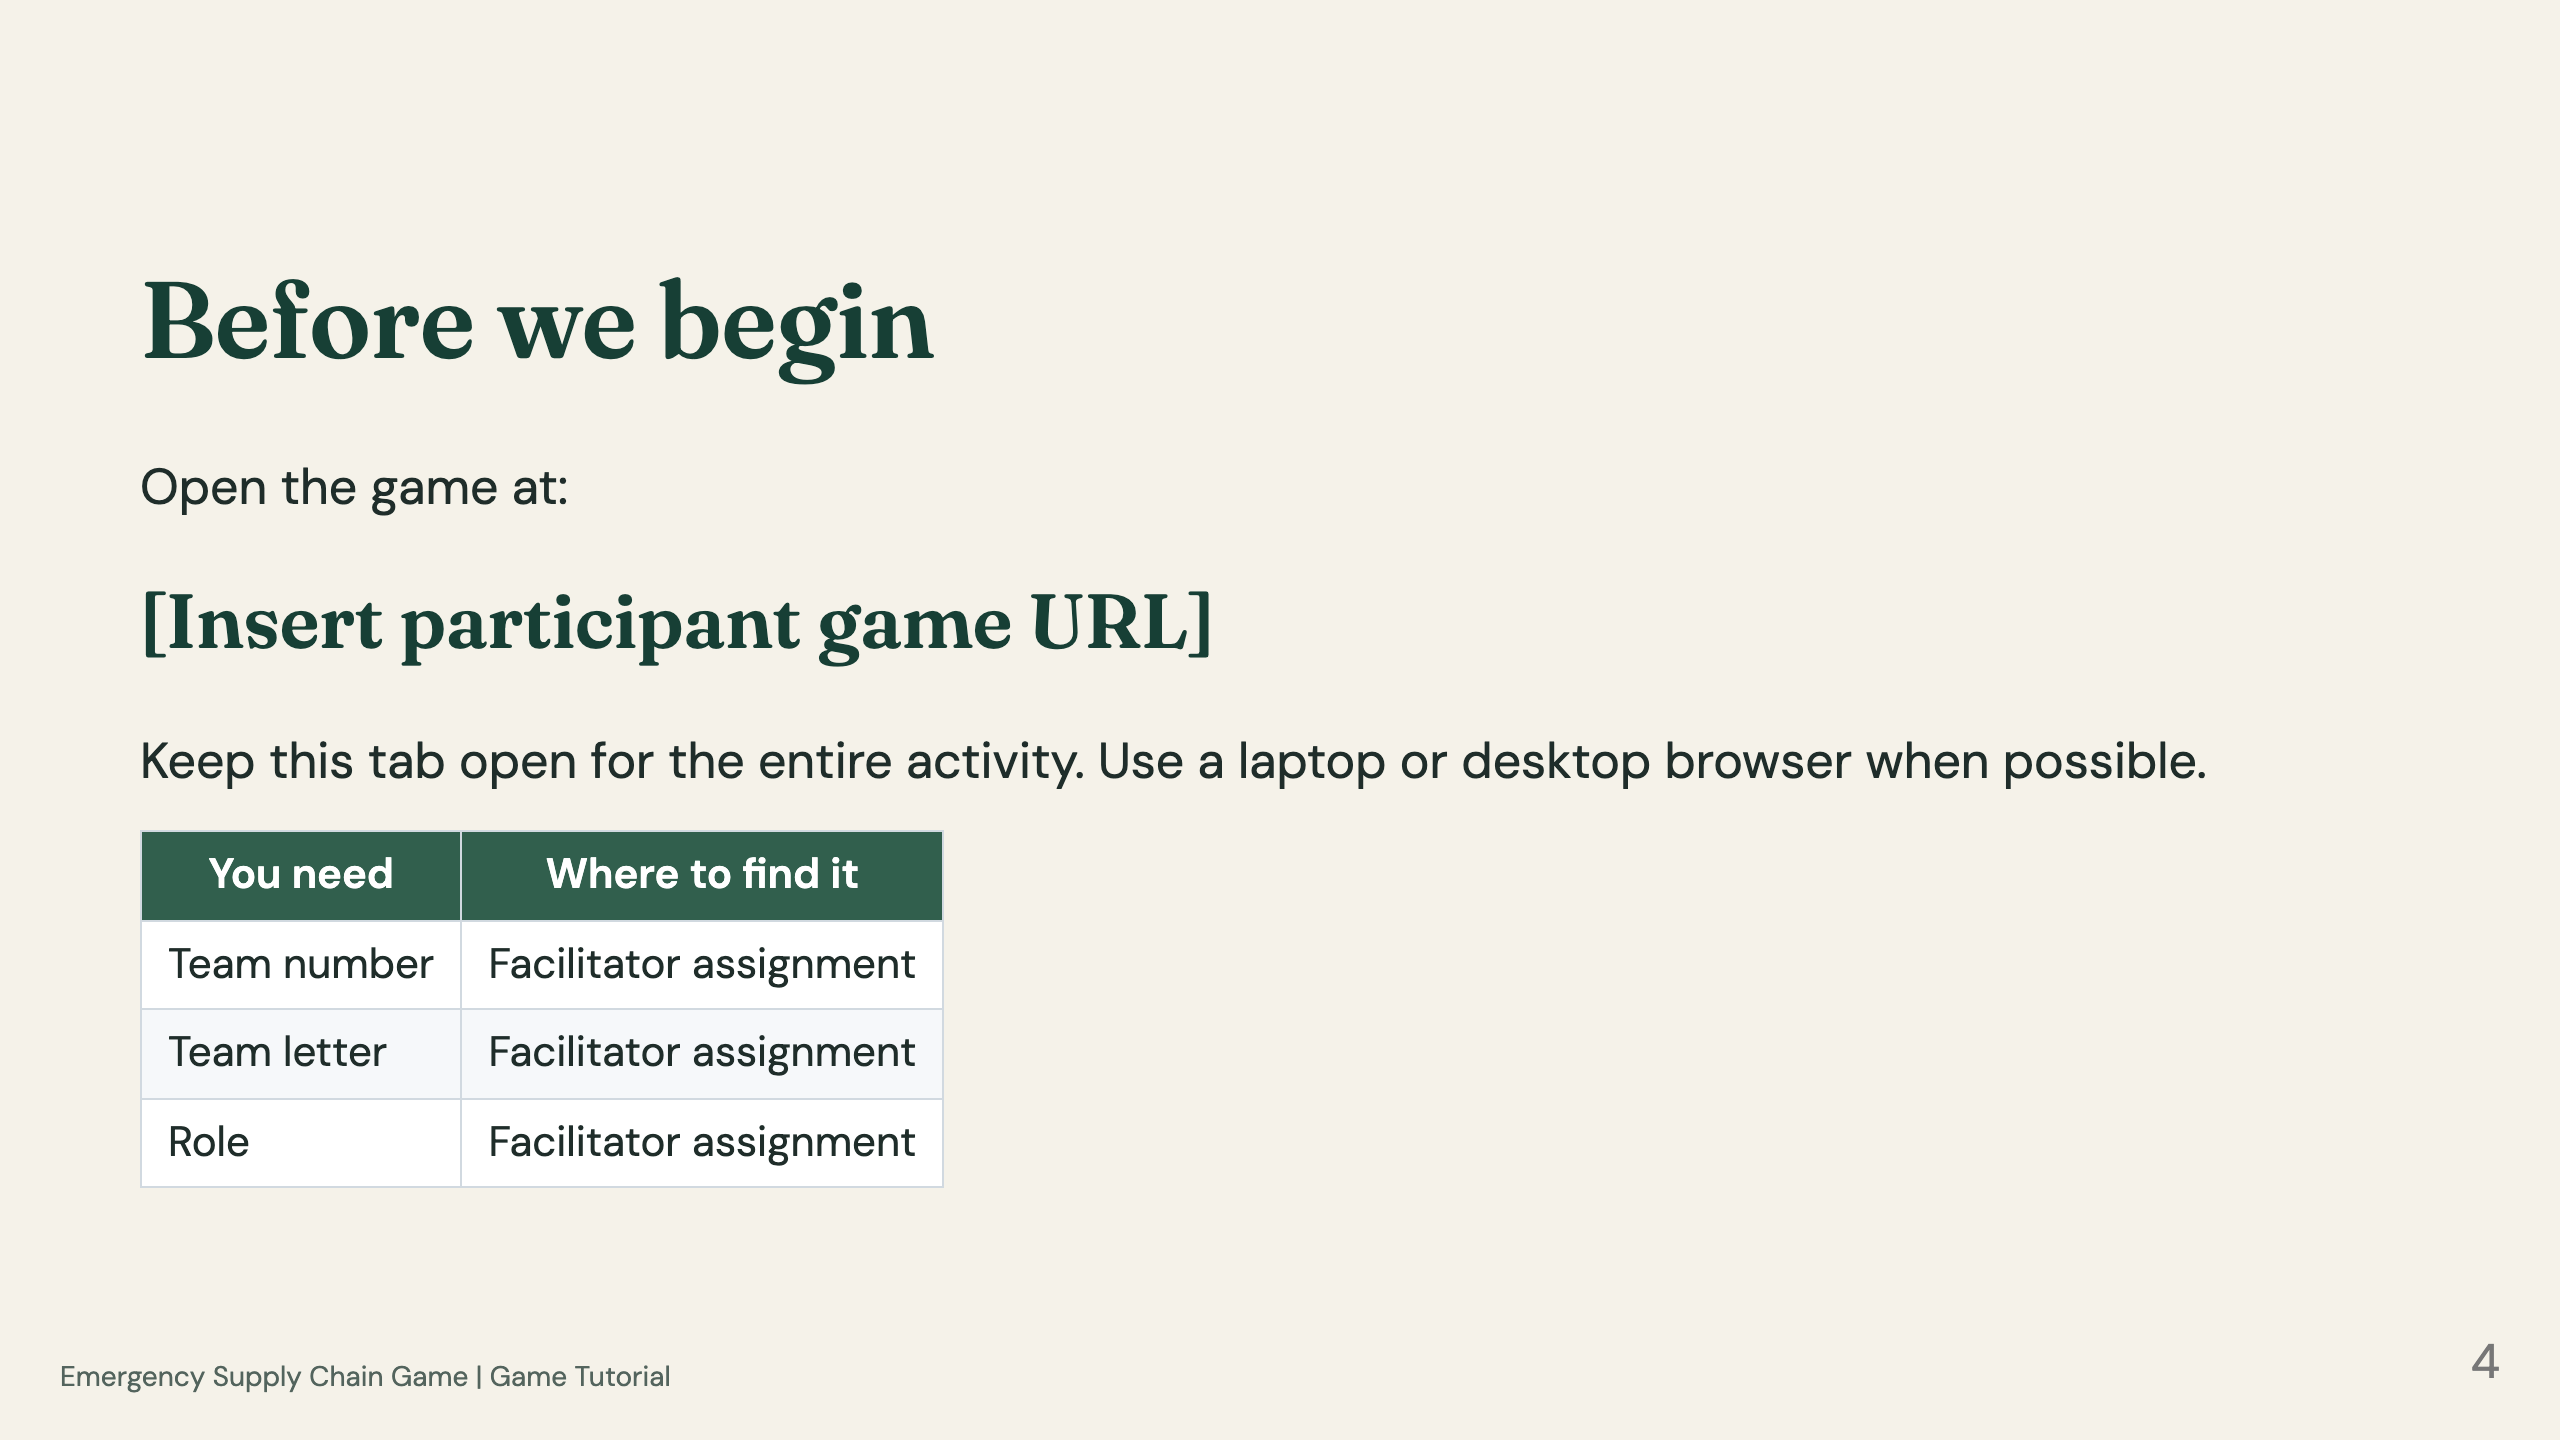 Before we begin
Open the game at:
[Insert participant game URL]
Keep this tab open for the entire activity. Use a laptop or desktop browser when possible.
You need Where to find it
Team number Facilitator assignment
Team letter Facilitator assignment
Role Facilitator assignment
Emergency Supply Chain Game | Game Tutorial
4